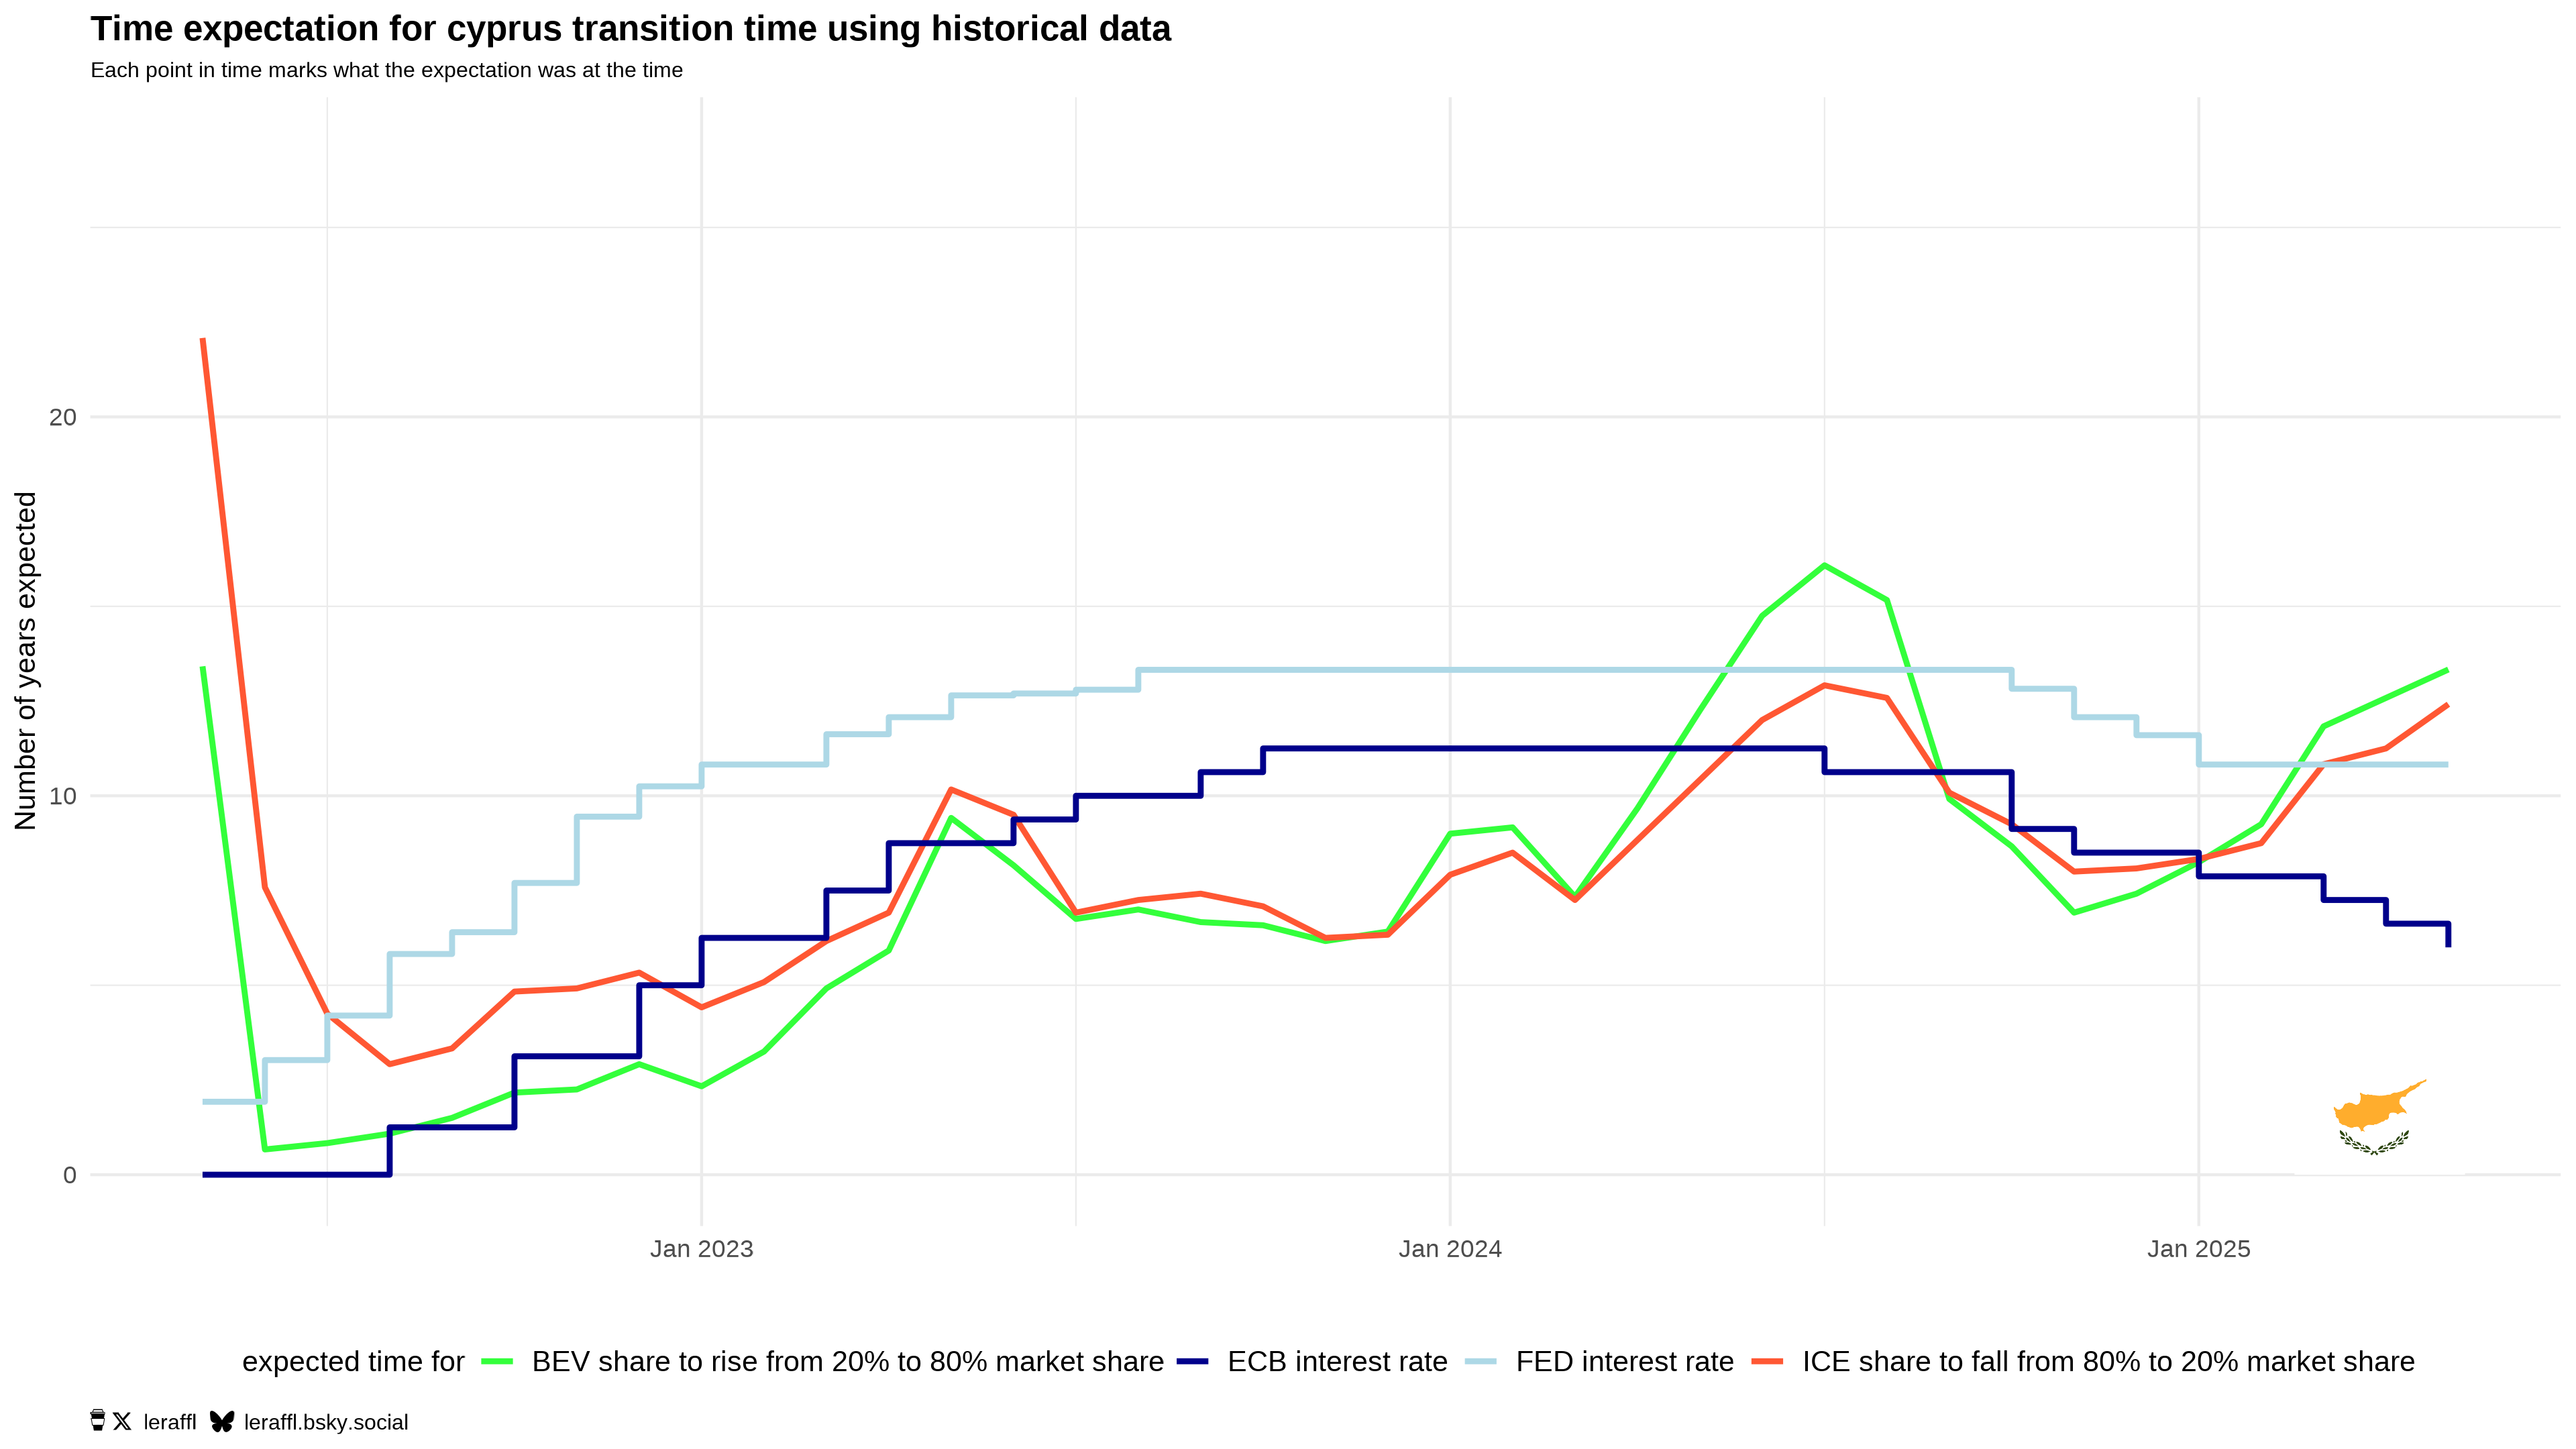 Time expectation for cyprus transition time using historical data
Each point in time marks what the expectation was at the time
Number of years expected
20
10
0
Jan 2023
Jan 2024
Jan 2025
expected time for BEV share to rise from 20% to 80% market share ECB interest rate FED interest rate ICE share to fall from 80% to 20% market share
leraffl leraffl.bsky.social